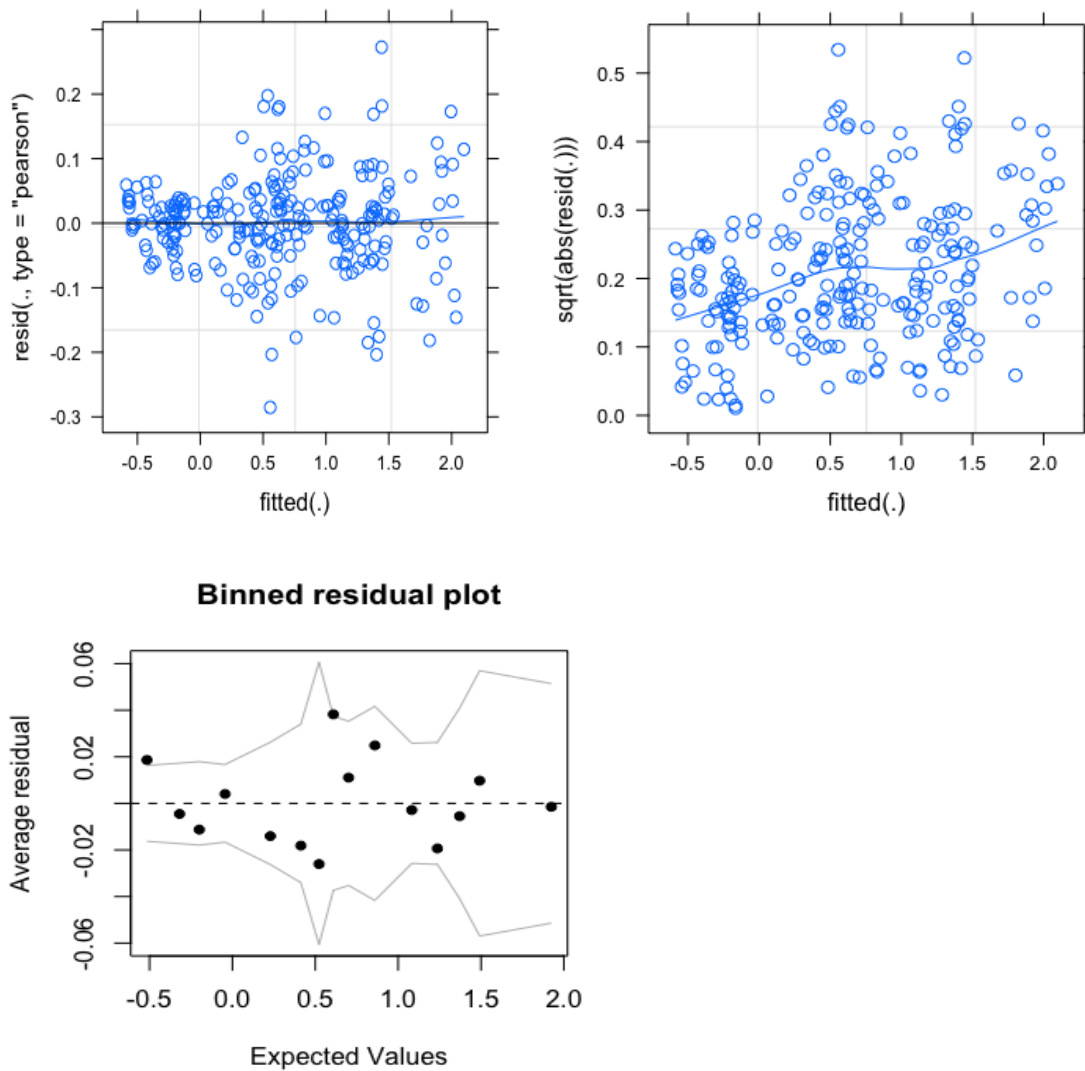 resid(., type = "pearson")
0.2
0.1
0.0
-0.1
-0.2
-0.3
-0.5 0.0 0.5 1.0 1.5 2.0
fitted(.)
sqrt(abs(resid(.)))
0.5
0.4
0.3
0.2
0.1
0.0
-0.5 0.0 0.5 1.0 1.5 2.0
fitted(.)
Binned residual plot
Average residual
0.06
0.02
-0.02
-0.06
-0.5 0.0 0.5 1.0 1.5 2.0
Expected Values